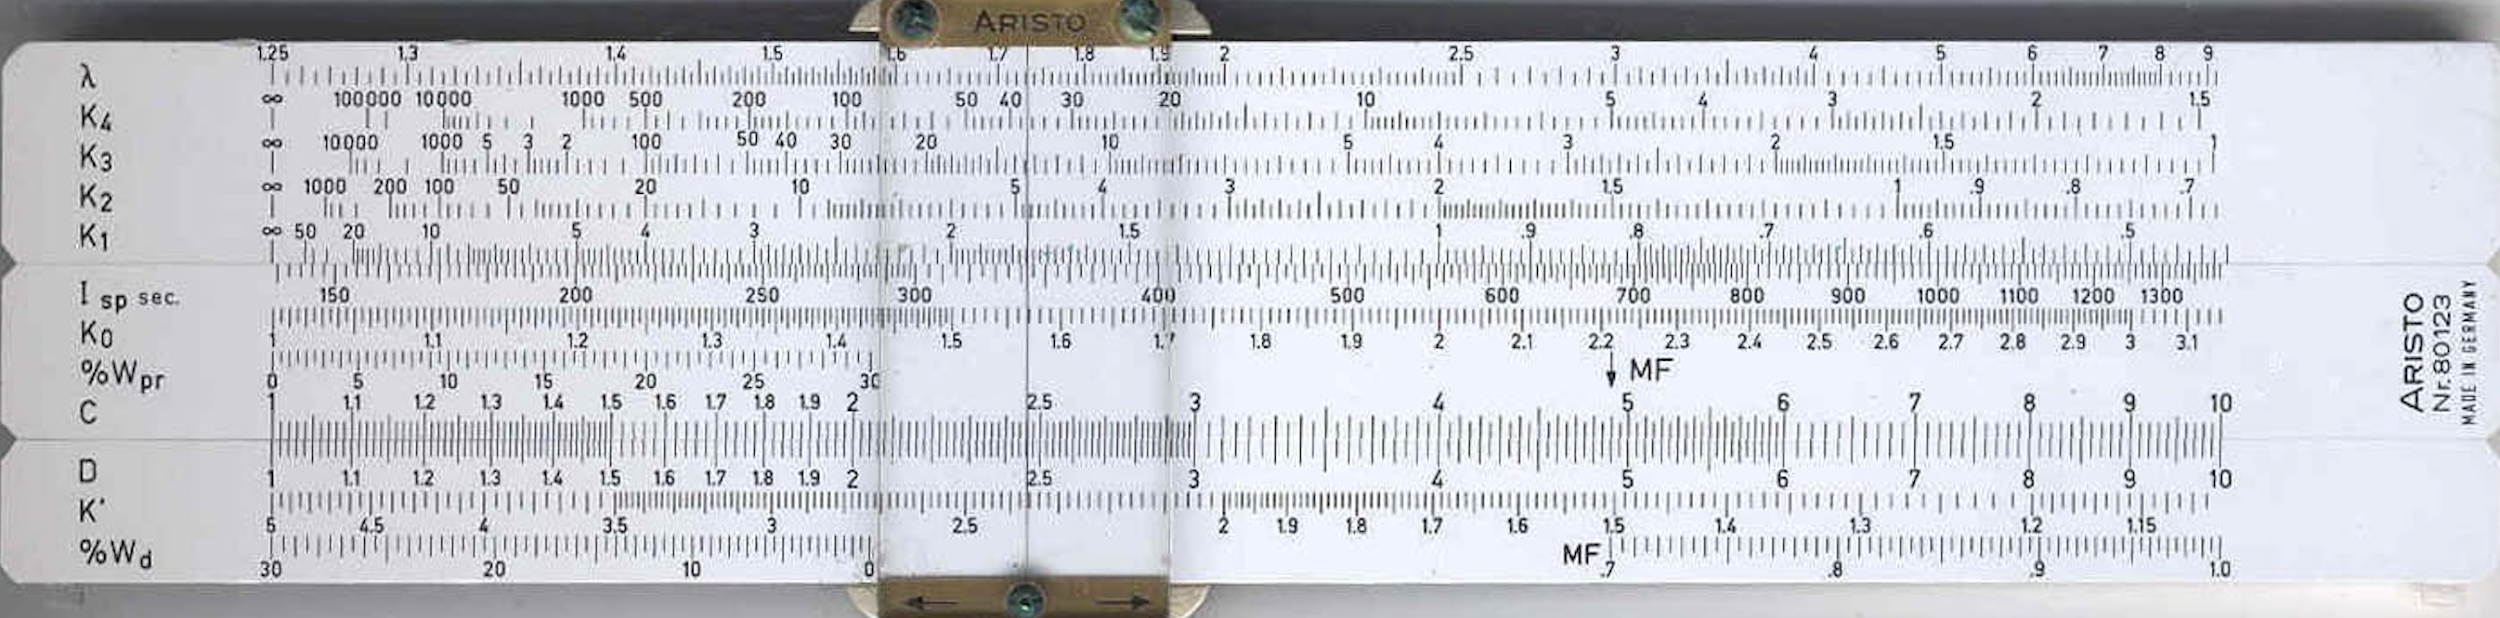 ARISTO
1.25 1.3 1.4 1.5 1.6 1.7 1.8 1.9 2 2.5 3 4 5 6 7 8 9
λ
∞ 100000 10000 1000 500 200 100 50 40 30 20 10 5 4 3 2 1.5
K4
∞ 10000 1000 5 3 2 100 50 40 30 20 10 5 4 3 2 1.5 1
K3
∞ 1000 200 100 50 20 10 5 4 3 2 1.5 1 .9 .8 .7
K2
∞ 50 20 10 5 4 3 2 1.5 1 .9 .8 .7 .6 .5
K1
I sp sec. 150 200 250 300 400 500 600 700 800 900 1000 1100 1200 1300
K0 1 1.1 1.2 1.3 1.4 1.5 1.6 1.7 1.8 1.9 2 2.1 2.2 2.3 2.4 2.5 2.6 2.7 2.8 2.9 3 3.1
MF
%Wpr 0 5 10 15 20 25 30
C 1 1.1 1.2 1.3 1.4 1.5 1.6 1.7 1.8 1.9 2 2.5 3 4 5 6 7 8 9 10
D 1 1.1 1.2 1.3 1.4 1.5 1.6 1.7 1.8 1.9 2 2.5 3 4 5 6 7 8 9 10
K' 5 4.5 4 3.5 3 2.5 2 1.9 1.8 1.7 1.6 1.5 1.4 1.3 1.2 1.15
%Wd 30 20 10 0 MF .7 .8 .9 1.0
ARISTO
Nr. 80123
MADE IN GERMANY